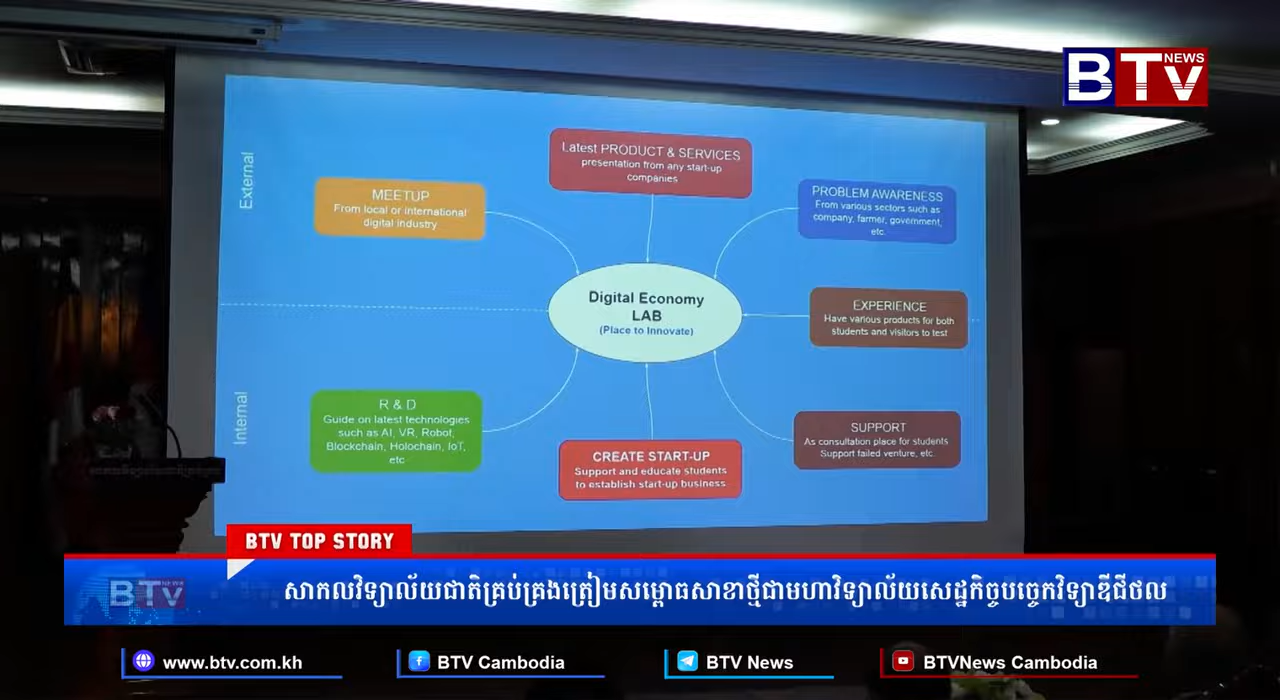 BTV NEWS
External
Latest PRODUCT & SERVICES
presentation from any start-up
companies
MEETUP
From local or international
digital industry
PROBLEM AWARENESS
From various sectors such as
company, farmer, government,
etc.
Digital Economy
LAB
(Place to Innovate)
EXPERIENCE
Have various products for both
students and visitors to test
Internal
R & D
Guide on latest technologies
such as AI, VR, Robot,
Blockchain, Holochain, IoT,
etc
CREATE START-UP
Support and educate students
to establish start-up business
SUPPORT
As consultation place for students
Support failed venture, etc.
BTV TOP STORY
BTV NEWS
សាកលវិទ្យាល័យជាតិគ្រប់គ្រងត្រៀមសម្ពោធសាខាថ្មីជាមហាវិទ្យាល័យសេដ្ឋកិច្ចបច្ចេកវិទ្យាឌីជីថល
www.btv.com.kh
BTV Cambodia
BTV News
BTVNews Cambodia